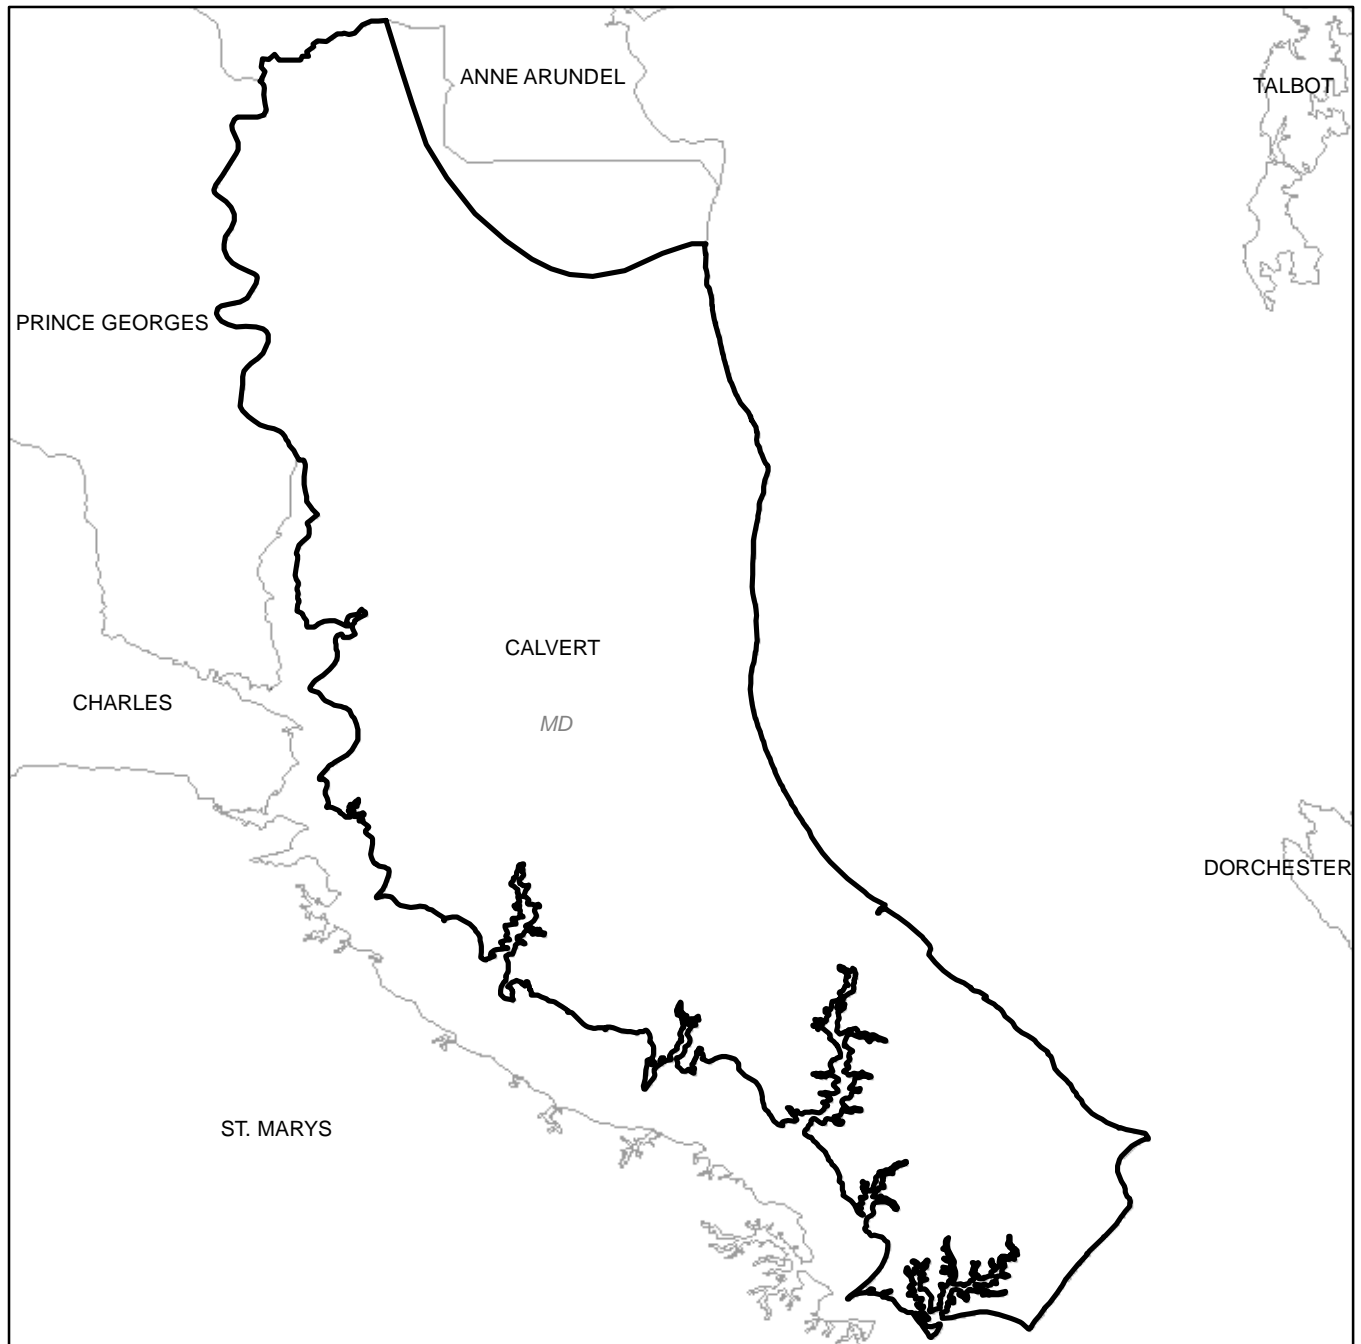 ANNE ARUNDEL
TALBOT
PRINCE GEORGES
CALVERT
CHARLES
MD
DORCHESTER
ST. MARYS